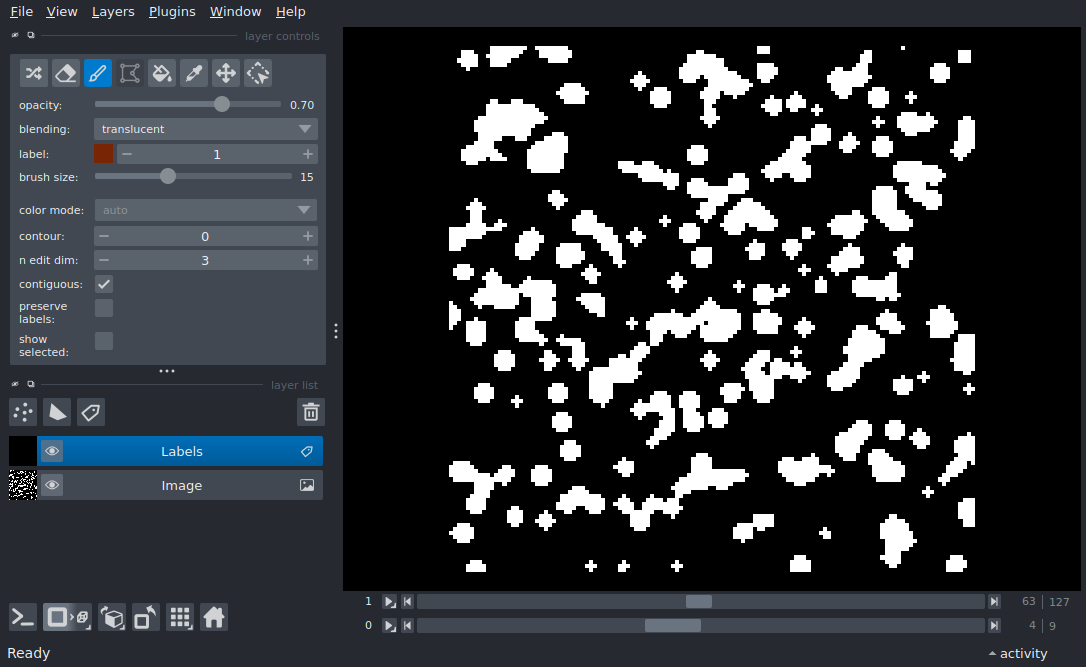 File View Layers Plugins Window Help
layer controls
opacity: 0.70
blending: translucent
label: 1
brush size: 15
color mode: auto
contour: 0
n edit dim: 3
contiguous:
preserve
labels:
show
selected:
layer list
Labels
Image
1 63 127
0 4 9
Ready activity